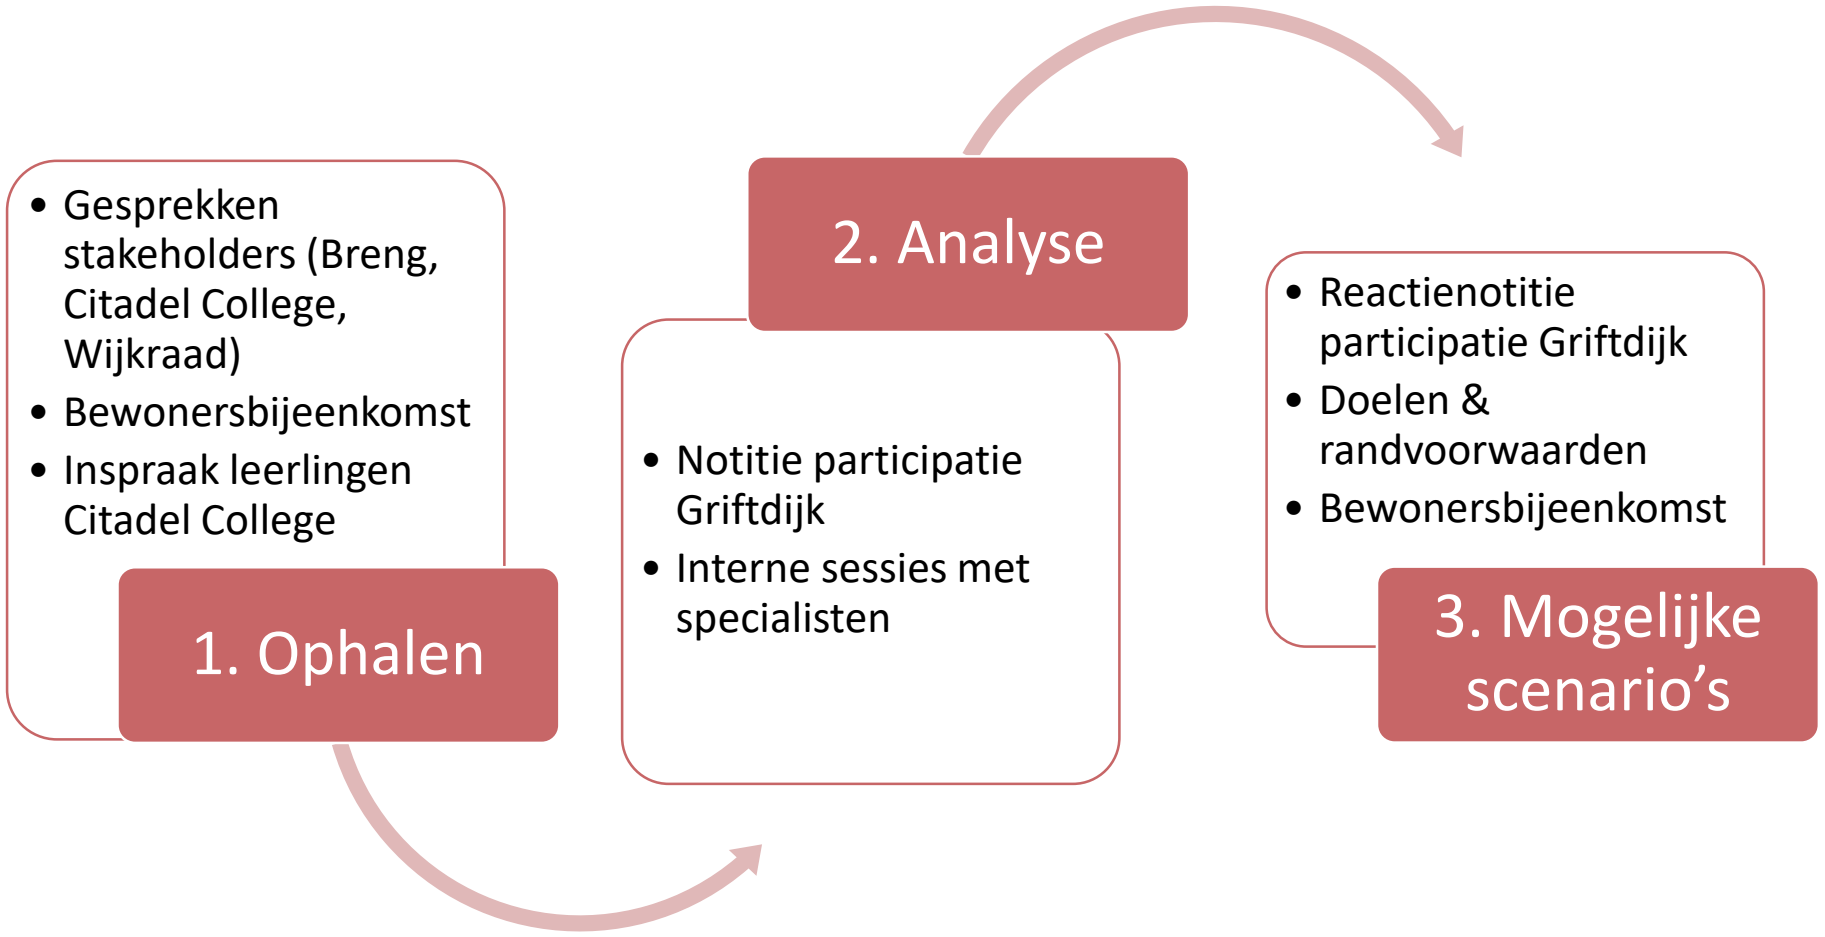 • Gesprekken
stakeholders (Breng,
Citadel College,
Wijkraad)
• Bewonersbijeenkomst
• Inspraak leerlingen
Citadel College
1. Ophalen
2. Analyse
• Notitie participatie
Griftdijk
• Interne sessies met
specialisten
• Reactienotitie
participatie Griftdijk
• Doelen &
randvoorwaarden
• Bewonersbijeenkomst
3. Mogelijke
scenario’s